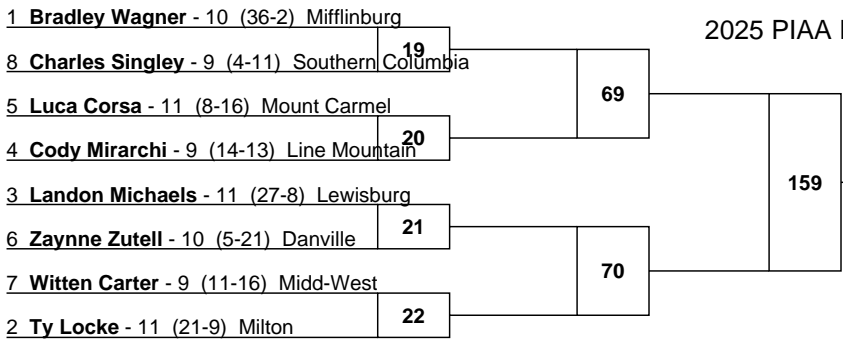 1 Bradley Wagner - 10 (36-2) Mifflinburg
2025 PIAA
19
8 Charles Singley - 9 (4-11) Southern Columbia
69
5 Luca Corsa - 11 (8-16) Mount Carmel
20
4 Cody Mirarchi - 9 (14-13) Line Mountain
159
3 Landon Michaels - 11 (27-8) Lewisburg
21
6 Zaynne Zutell - 10 (5-21) Danville
70
7 Witten Carter - 9 (11-16) Midd-West
22
2 Ty Locke - 11 (21-9) Milton